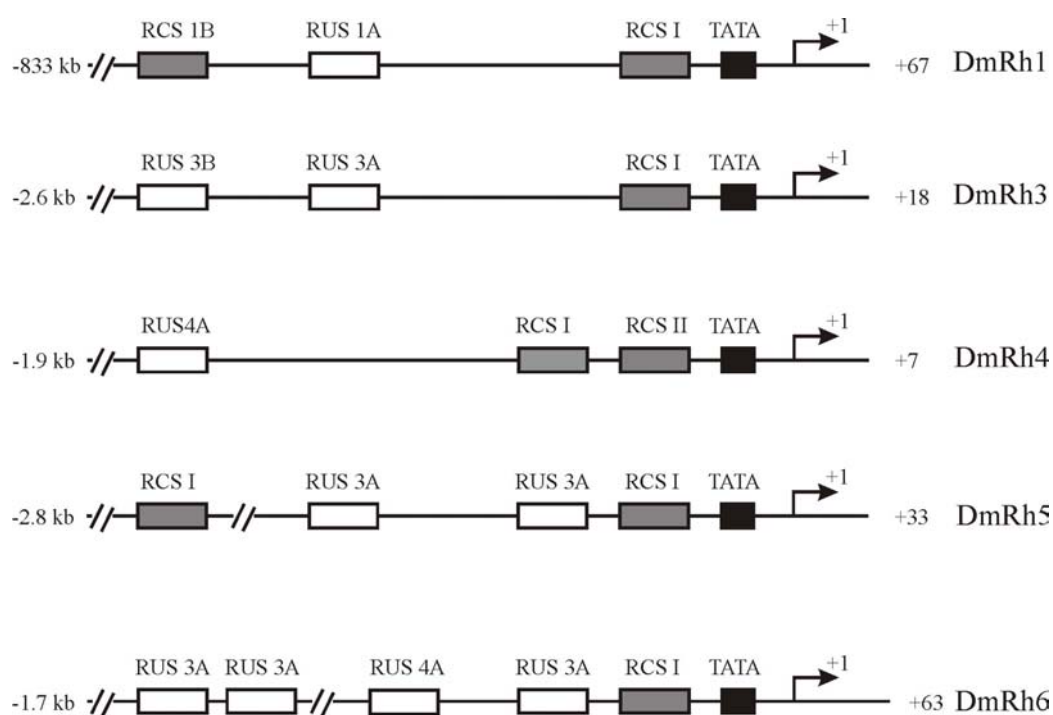 RCS 1B RUS 1A RCS I TATA +1
-833 kb +67 DmRh1
RUS 3B RUS 3A RCS I TATA +1
-2.6 kb +18 DmRh3
RUS4A RCS I RCS II TATA +1
-1.9 kb +7 DmRh4
RCS I RUS 3A RUS 3A RCS I TATA +1
-2.8 kb +33 DmRh5
RUS 3A RUS 3A RUS 4A RUS 3A RCS I TATA +1
-1.7 kb +63 DmRh6